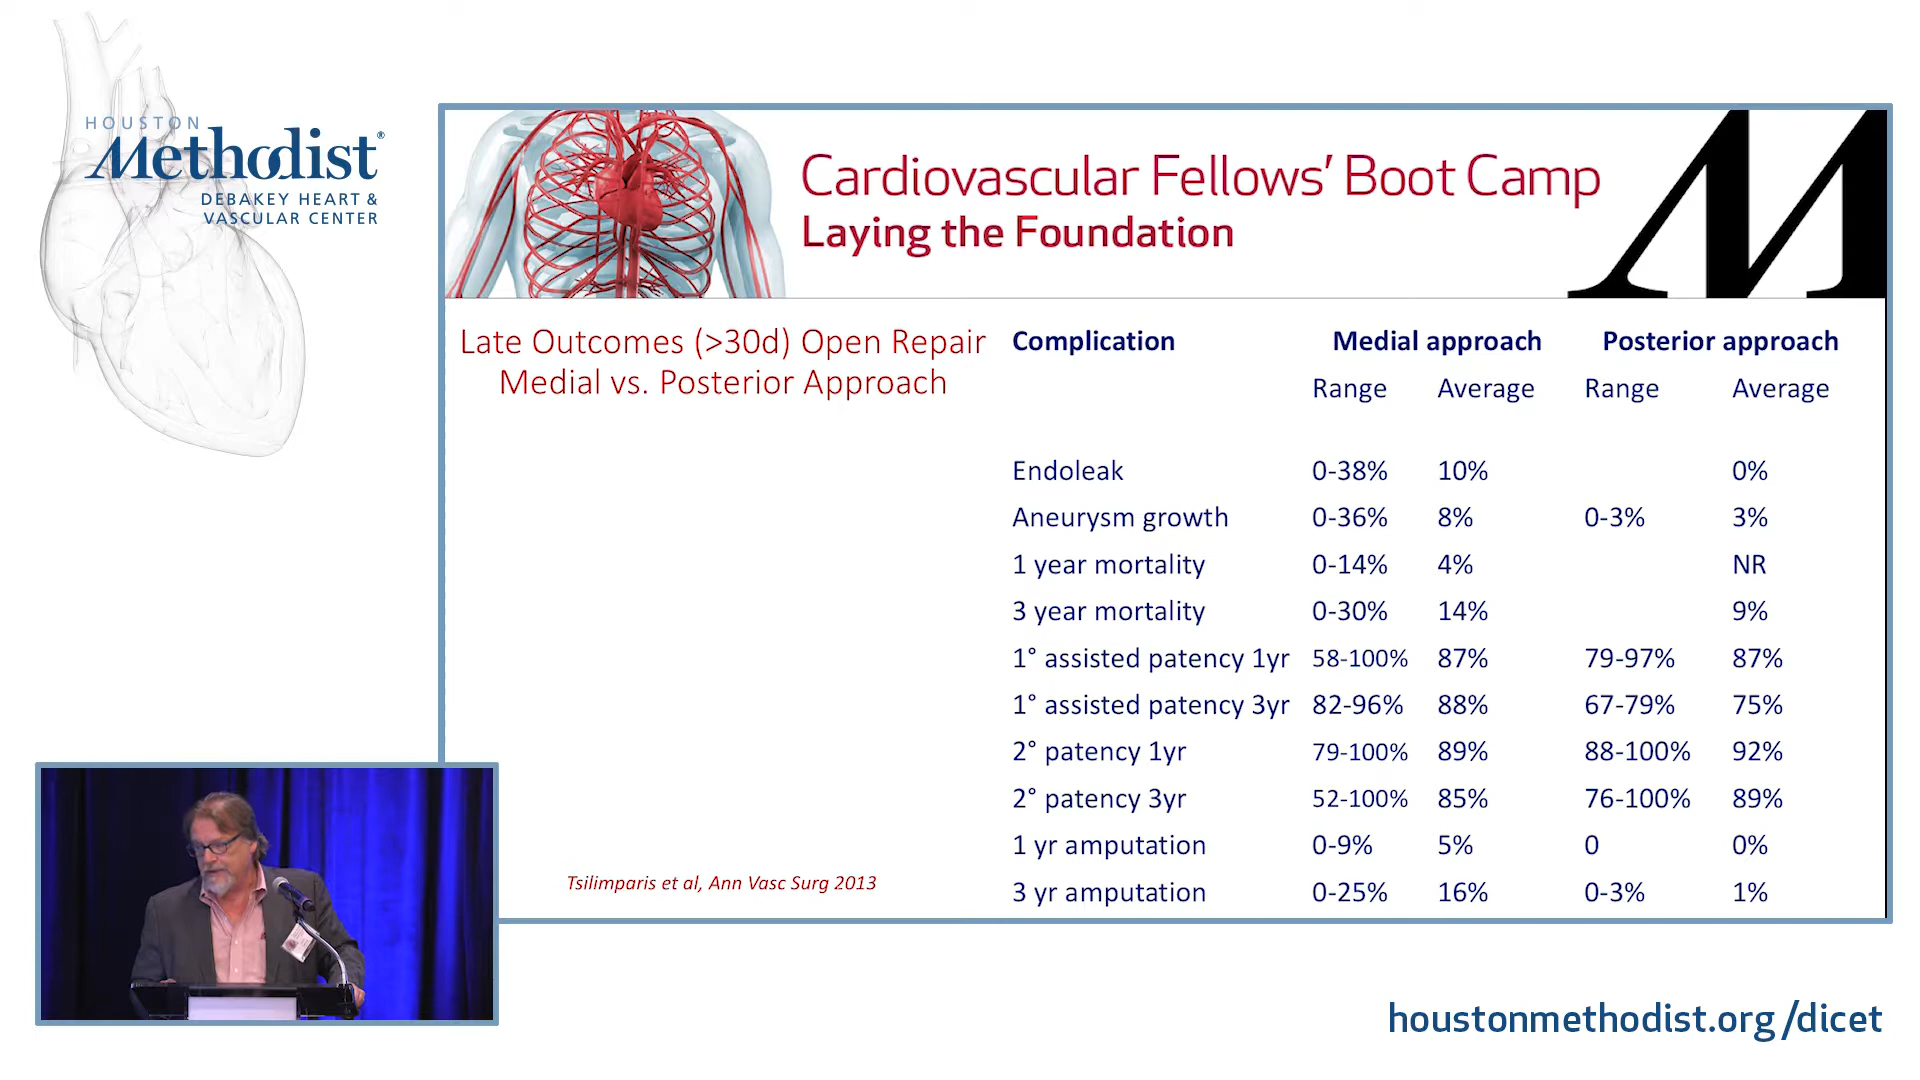 HOUSTON
Methodist®
DEBAKEY HEART &
VASCULAR CENTER
Cardiovascular Fellows’ Boot Camp
Laying the Foundation
M
Late Outcomes (>30d) Open Repair
Medial vs. Posterior Approach
Complication Medial approach Posterior approach
Range Average Range Average
Endoleak 0-38% 10% 0%
Aneurysm growth 0-36% 8% 0-3% 3%
1 year mortality 0-14% 4% NR
3 year mortality 0-30% 14% 9%
1° assisted patency 1yr 58-100% 87% 79-97% 87%
1° assisted patency 3yr 82-96% 88% 67-79% 75%
2° patency 1yr 79-100% 89% 88-100% 92%
2° patency 3yr 52-100% 85% 76-100% 89%
1 yr amputation 0-9% 5% 0 0%
3 yr amputation 0-25% 16% 0-3% 1%
Tsilimparis et al, Ann Vasc Surg 2013
houstonmethodist.org/dicet